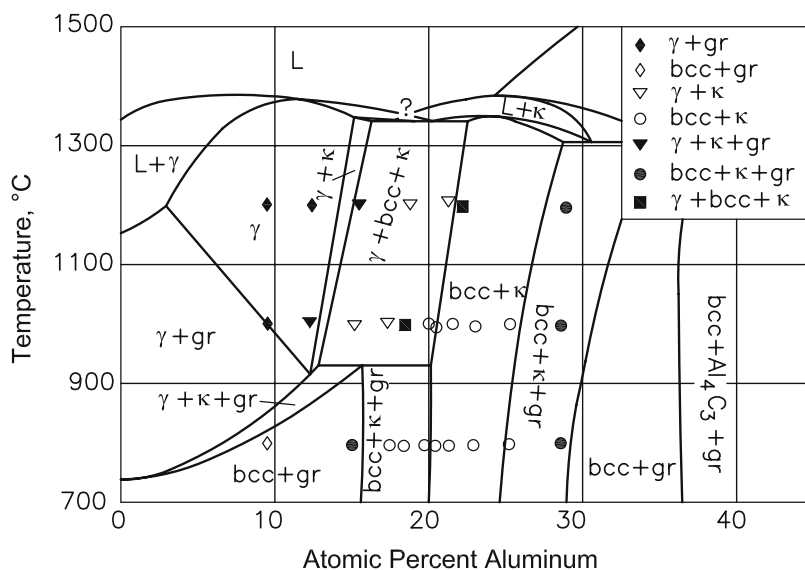 1500
1300
1100
900
700
Temperature, °C
0
10
20
30
40
Atomic Percent Aluminum
L
?
L+κ
L+γ
γ
γ+κ
γ+bcc+κ
bcc+κ
γ+gr
γ+κ+gr
bcc+gr
bcc+κ+gr
bcc+κ+gr
bcc+gr
bcc+Al₄C₃+gr
γ+gr
bcc+gr
γ+κ
bcc+κ
γ+κ+gr
bcc+κ+gr
γ+bcc+κ